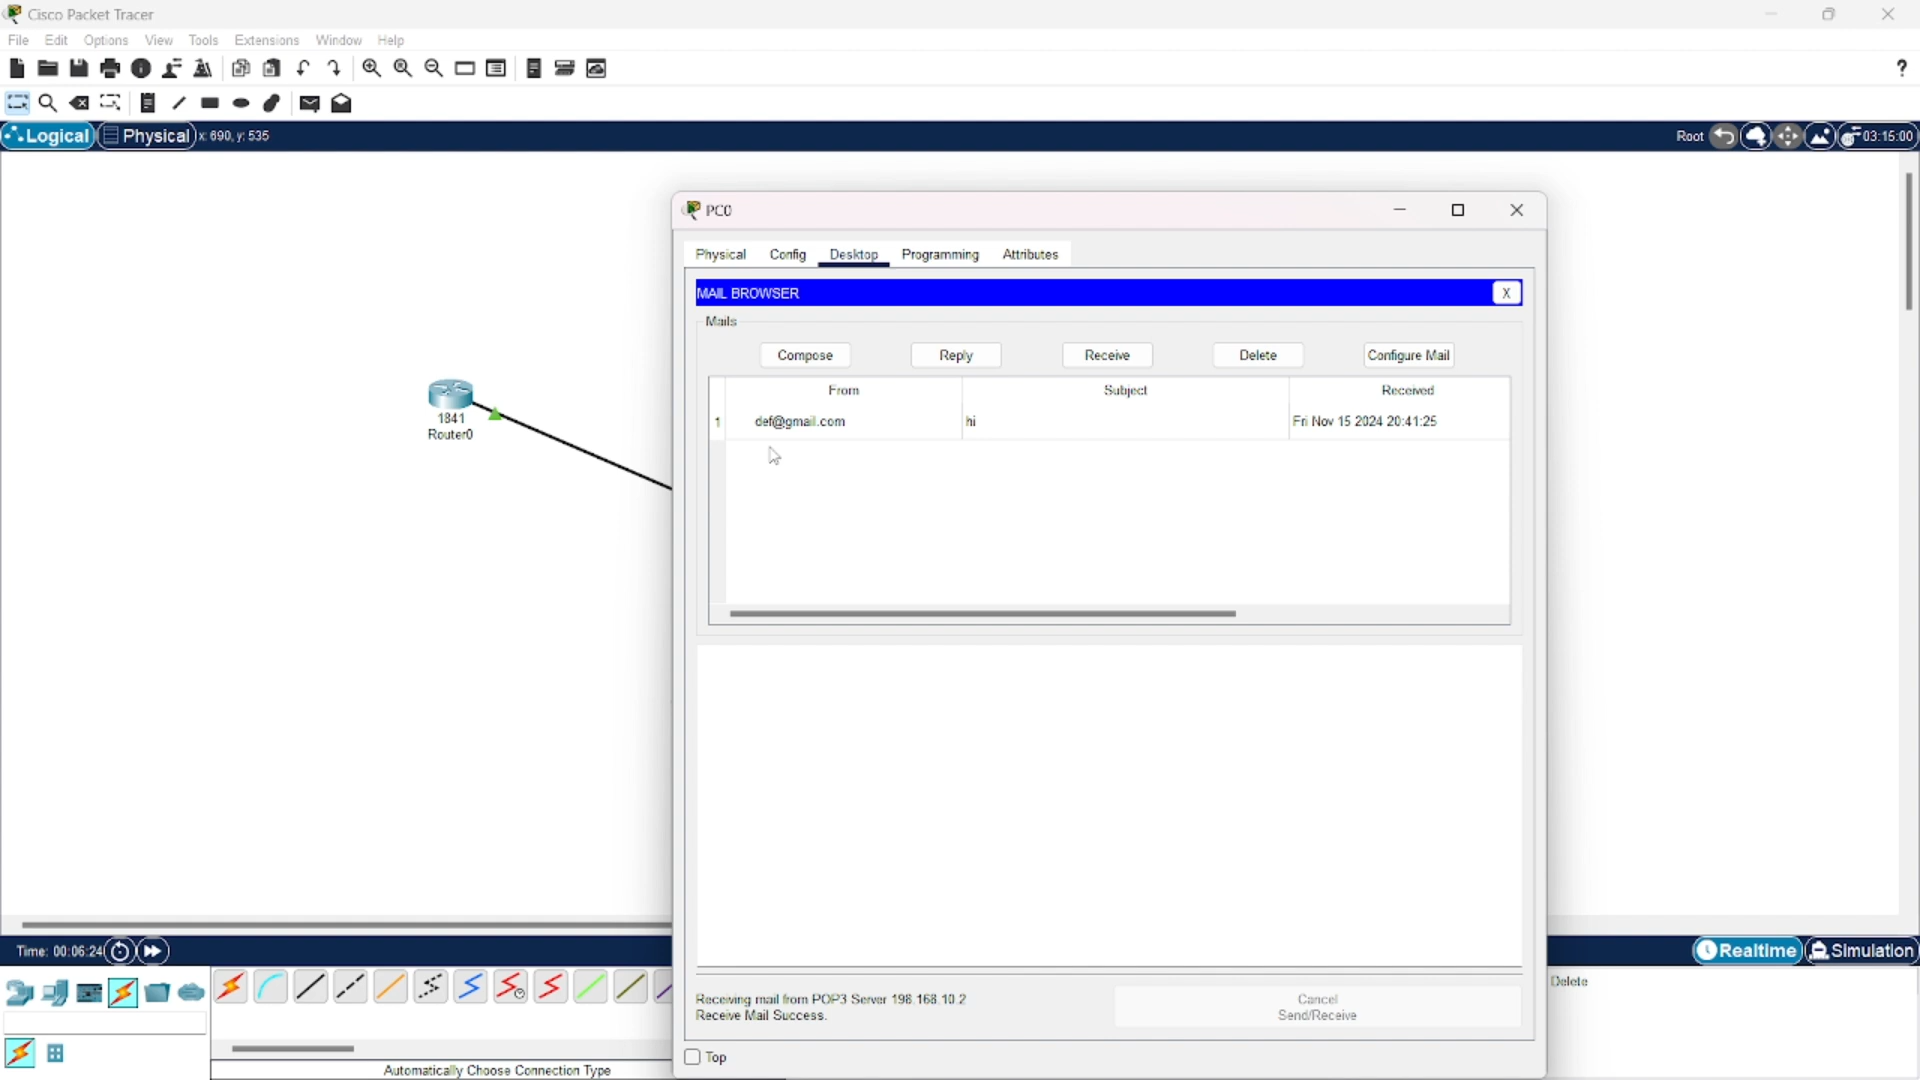 Cisco Packet Tracer
File Edit Options View Tools Extensions Window Help
?
Logical Physical x: 690, y: 535 Root 03:15:00
PC0
Physical Config Desktop Programming Attributes
MAIL BROWSER X
Mails
Compose Reply Receive Delete Configure Mail
From Subject Received
1 def@gmail.com hi Fri Nov 15 2024 20:41:25
1841
Router0
Time: 00:06:24 Realtime Simulation
Delete
Receiving mail from POP3 Server 198.168.10.2
Receive Mail Success.
Cancel
Send/Receive
Top
Automatically Choose Connection Type